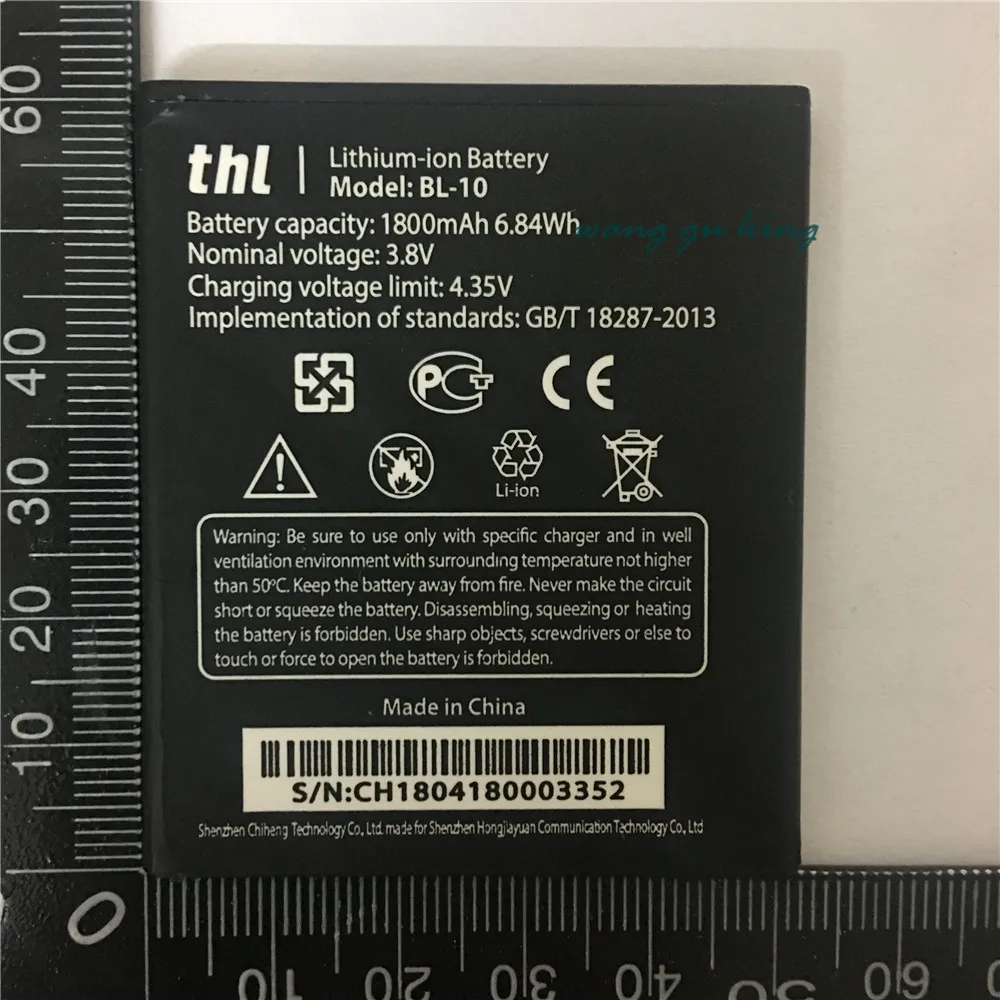 thl
Lithium-ion Battery
Model: BL-10
Battery capacity: 1800mAh 6.84Wh
wang gu king
Nominal voltage: 3.8V
Charging voltage limit: 4.35V
Implementation of standards: GB/T 18287-2013
PCT
CE
Li-ion
Warning: Be sure to use only with specific charger and in well
ventilation environment with surrounding temperature not higher
than 50ºC. Keep the battery away from fire. Never make the circuit
short or squeeze the battery. Disassembling, squeezing or heating
the battery is forbidden. Use sharp objects, screwdrivers or else to
touch or force to open the battery is forbidden.
Made in China
S/N:CH1804180003352
Shenzhen Chiheng Technology Co., Ltd. made for Shenzhen Hongjiayuan Communication Technology Co., Ltd
60
40
30
20
10
0
10
20
30
40
50
60